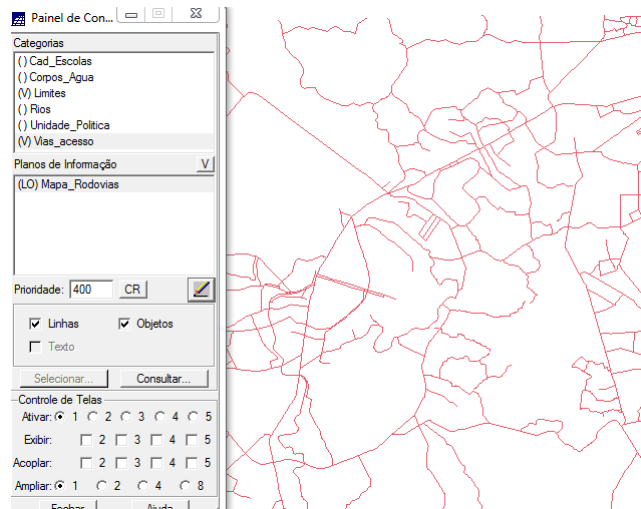 Painel de Con...
Categorias
( ) Cad_Escolas
( ) Corpos_Agua
(V) Limites
( ) Rios
( ) Unidade_Politica
(V) Vias_acesso
Planos de Informação V
(LO) Mapa_Rodovias
Prioridade: 400 CR
Linhas Objetos
Texto
Selecionar... Consultar...
Controle de Telas
Ativar: 1 2 3 4 5
Exibir: 2 3 4 5
Acoplar: 2 3 4 5
Ampliar: 1 2 4 8
Fechar Ajuda